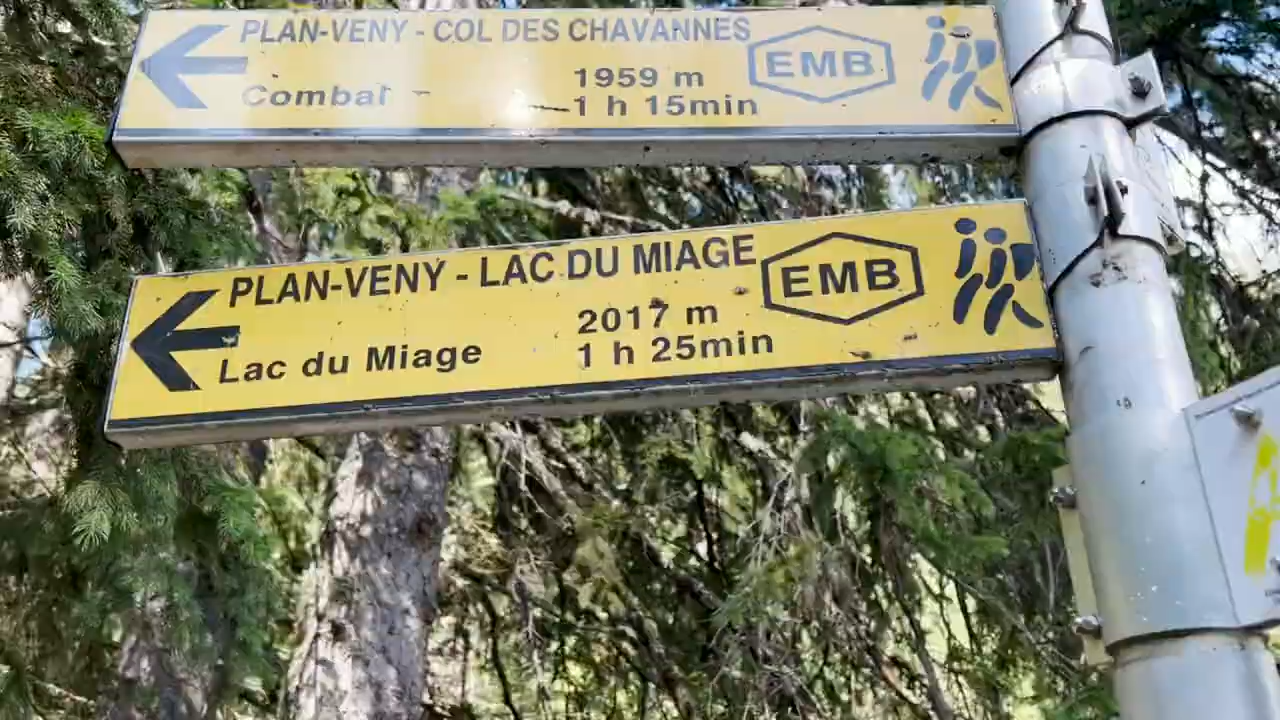 PLAN-VENY - COL DES CHAVANNES
EMB
Combal
1959 m
1 h 15min
PLAN-VENY - LAC DU MIAGE
EMB
Lac du Miage
2017 m
1 h 25min